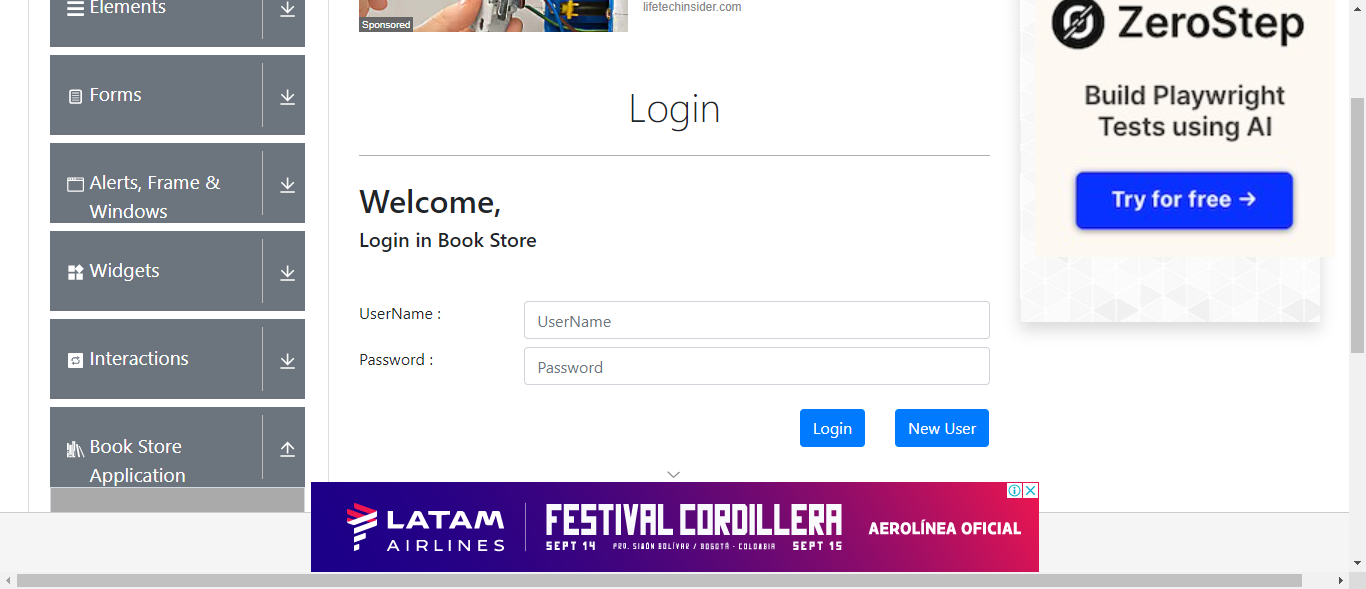 Elements
Forms
Alerts, Frame &
Windows
Widgets
Interactions
Book Store
Application
Sponsored
lifetechinsider.com
Login
Welcome,
Login in Book Store
UserName :
UserName
Password :
Password
Login
New User
ZeroStep
Build Playwright
Tests using AI
Try for free →
LATAM
AIRLINES
FESTIVAL CORDILLERA
SEPT 14 PRQ. SIMÓN BOLÍVAR / BOGOTÁ - COLOMBIA SEPT 15
AEROLÍNEA OFICIAL